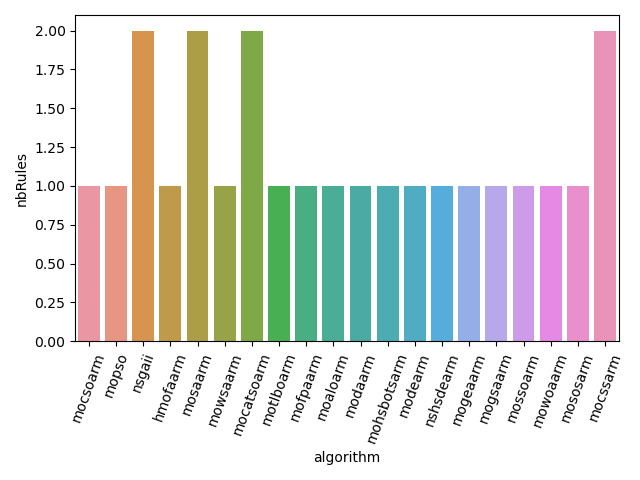 2.00
1.75
1.50
1.25
1.00
0.75
0.50
0.25
0.00
nbRules
mocsoarm
mopso
nsgaii
hmofaarm
mosaarm
mowsaarm
mocatsoarm
motlboarm
mofpaarm
moaloarm
modaarm
mohsbotsarm
modearm
nshsdearm
mogeaarm
mogsaarm
mossoarm
mowoaarm
mososarm
mocssarm
algorithm